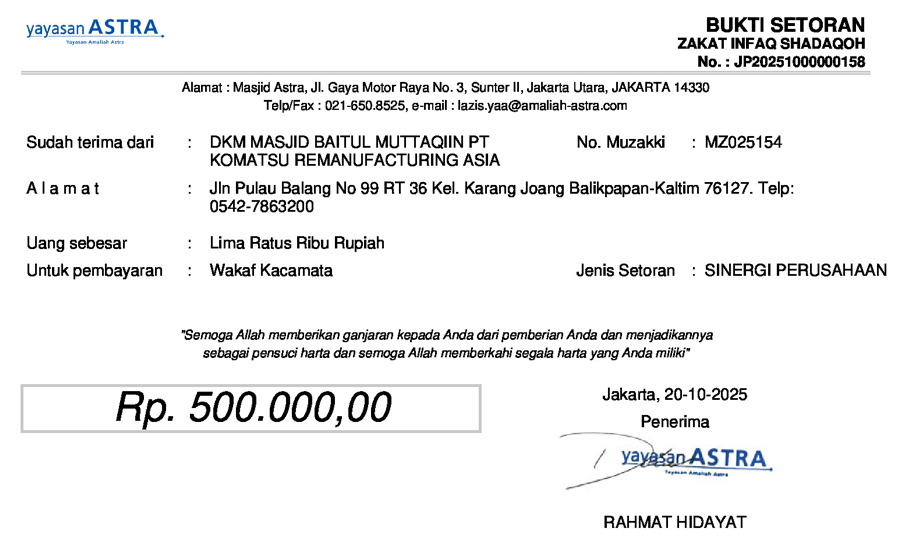 yayasan ASTRA
Yayasan Amaliah Astra
BUKTI SETORAN
ZAKAT INFAQ SHADAQOH
No. : JP20251000000158
Alamat : Masjid Astra, Jl. Gaya Motor Raya No. 3, Sunter II, Jakarta Utara, JAKARTA 14330
Telp/Fax : 021-650.8525, e-mail : lazis.yaa@amaliah-astra.com
Sudah terima dari : DKM MASJID BAITUL MUTTAQIIN PT KOMATSU REMANUFACTURING ASIA
No. Muzakki : MZ025154
A l a m a t : Jln Pulau Balang No 99 RT 36 Kel. Karang Joang Balikpapan-Kaltim 76127. Telp:
0542-7863200
Uang sebesar : Lima Ratus Ribu Rupiah
Untuk pembayaran : Wakaf Kacamata
Jenis Setoran : SINERGI PERUSAHAAN
"Semoga Allah memberikan ganjaran kepada Anda dari pemberian Anda dan menjadikannya
sebagai pensuci harta dan semoga Allah memberkahi segala harta yang Anda miliki"
Rp. 500.000,00
Jakarta, 20-10-2025
Penerima
yayasan ASTRA
Yayasan Amaliah Astra
RAHMAT HIDAYAT